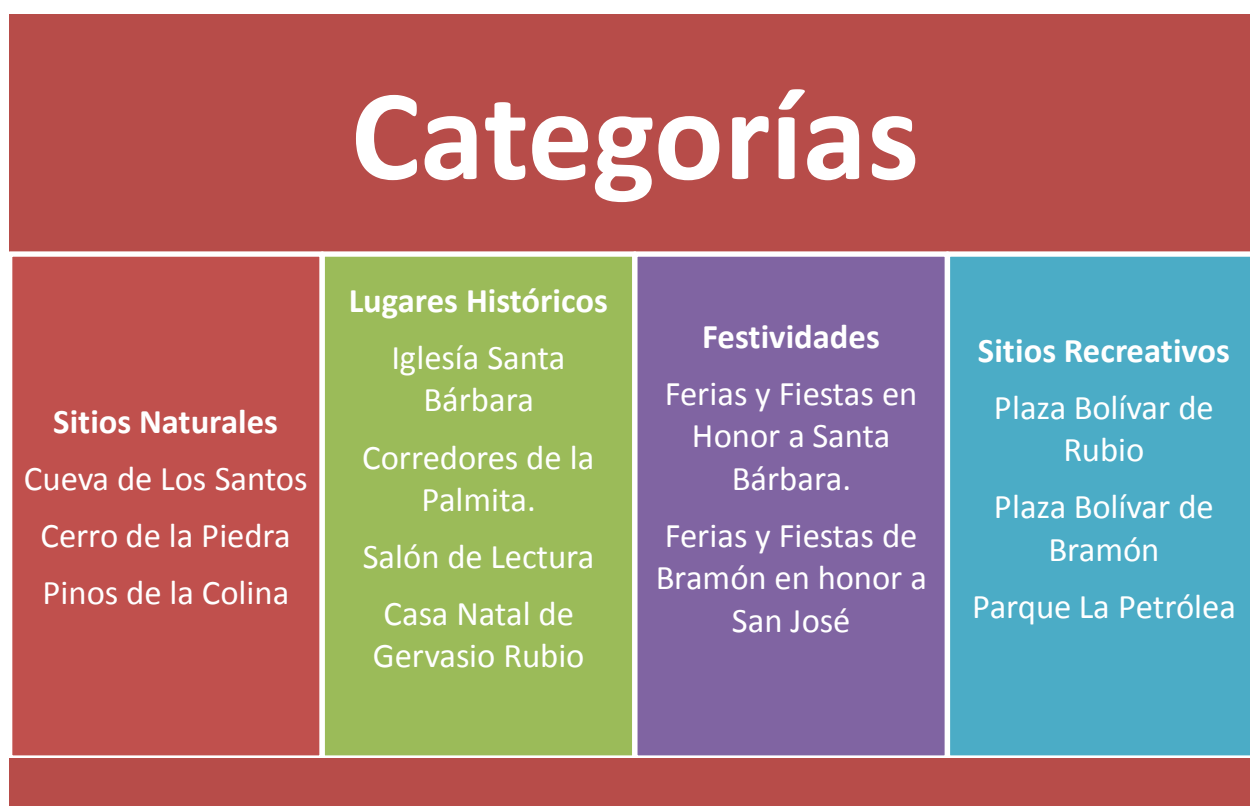 Categorías
Sitios Naturales
Cueva de Los Santos
Cerro de la Piedra
Pinos de la Colina
Lugares Históricos
Iglesía Santa
Bárbara
Corredores de la
Palmita.
Salón de Lectura
Casa Natal de
Gervasio Rubio
Festividades
Ferias y Fiestas en
Honor a Santa
Bárbara.
Ferias y Fiestas de
Bramón en honor a
San José
Sitios Recreativos
Plaza Bolívar de
Rubio
Plaza Bolívar de
Bramón
Parque La Petrólea